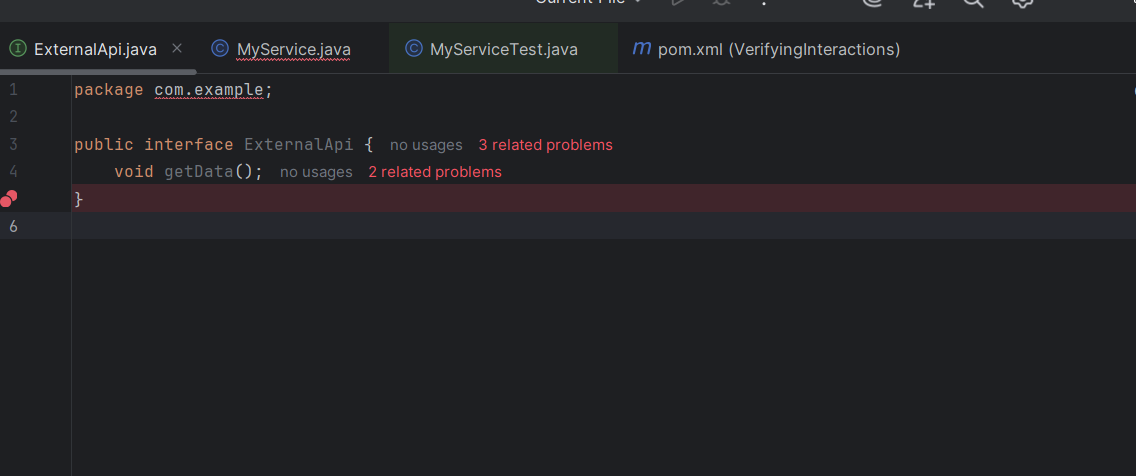 Current File
ExternalApi.java
MyService.java
MyServiceTest.java
pom.xml (VerifyingInteractions)
1 package com.example;
2
3 public interface ExternalApi { no usages 3 related problems
4 void getData(); no usages 2 related problems
}
6